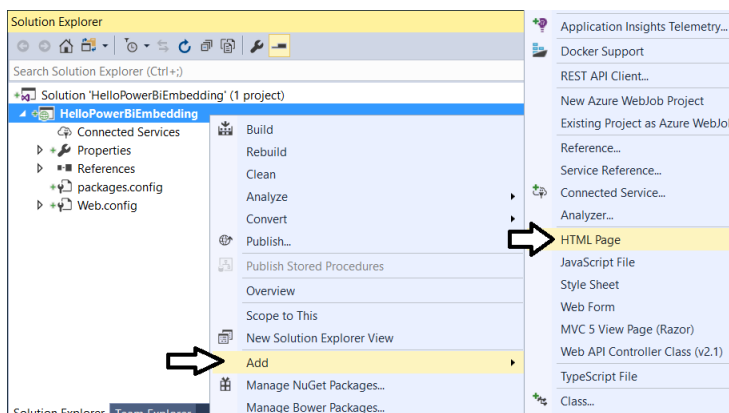 Solution Explorer
Search Solution Explorer (Ctrl+;)
Solution 'HelloPowerBiEmbedding' (1 project)
HelloPowerBiEmbedding
Connected Services
Properties
References
packages.config
Web.config
Solution Explorer Team Explorer
Build
Rebuild
Clean
Analyze
Convert
Publish...
Publish Stored Procedures
Overview
Scope to This
New Solution Explorer View
Add
Manage NuGet Packages...
Manage Bower Packages...
Application Insights Telemetry...
Docker Support
REST API Client...
New Azure WebJob Project
Existing Project as Azure WebJo
Reference...
Service Reference...
Connected Service...
Analyzer...
HTML Page
JavaScript File
Style Sheet
Web Form
MVC 5 View Page (Razor)
Web API Controller Class (v2.1)
TypeScript File
Class...